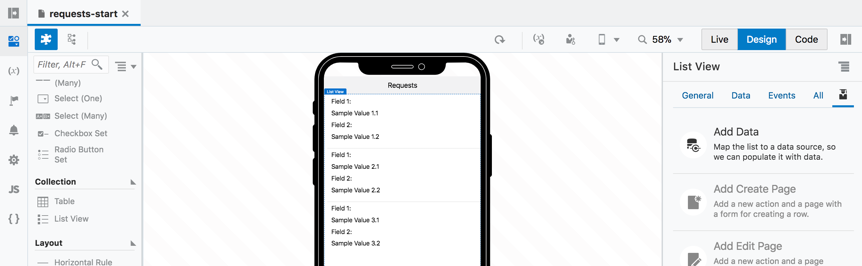 requests-start
58%
Live
Design
Code
Filter, Alt+F
(Many)
Select (One)
Select (Many)
Checkbox Set
Radio Button
Set
Collection
Table
List View
Layout
Horizontal Rule
(x)
JS
{ }
Requests
List View
Field 1:
Sample Value 1.1
Field 2:
Sample Value 1.2
Field 1:
Sample Value 2.1
Field 2:
Sample Value 2.2
Field 1:
Sample Value 3.1
Field 2:
Sample Value 3.2
List View
General
Data
Events
All
Add Data
Map the list to a data source, so
we can populate it with data.
Add Create Page
Add a new action and a page with
a form for creating a row.
Add Edit Page
Add a new action and a page